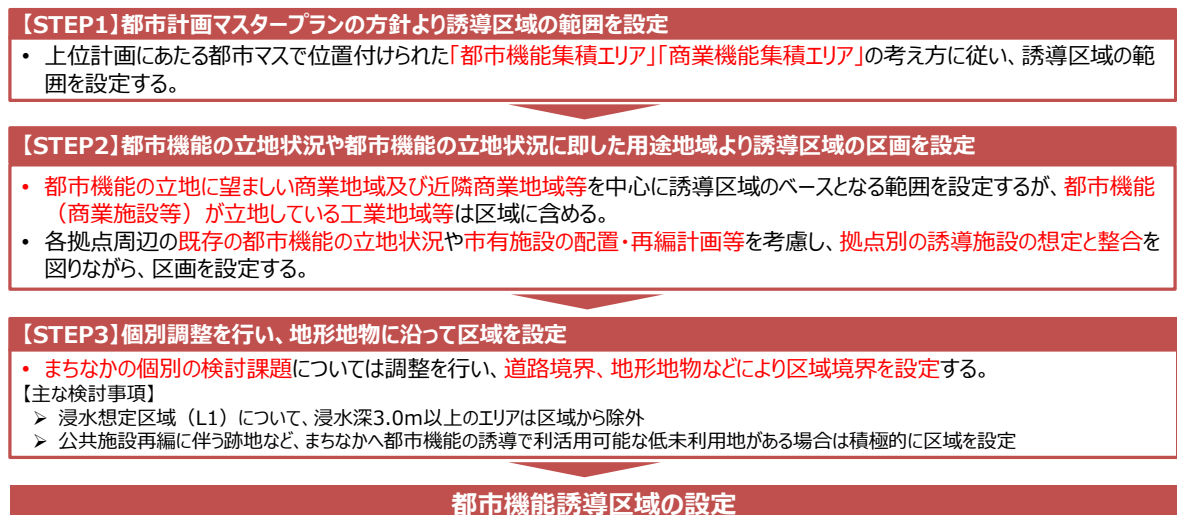 【STEP1】都市計画マスタープランの方針より誘導区域の範囲を設定
• 上位計画にあたる都市マスで位置付けられた「都市機能集積エリア」「商業機能集積エリア」の考え方に従い、誘導区域の範
囲を設定する。
【STEP2】都市機能の立地状況や都市機能の立地状況に即した用途地域より誘導区域の区画を設定
• 都市機能の立地に望ましい商業地域及び近隣商業地域等を中心に誘導区域のベースとなる範囲を設定するが、都市機能
（商業施設等）が立地している工業地域等は区域に含める。
• 各拠点周辺の既存の都市機能の立地状況や市有施設の配置・再編計画等を考慮し、拠点別の誘導施設の想定と整合を
図りながら、区画を設定する。
【STEP3】個別調整を行い、地形地物に沿って区域を設定
• まちなかの個別の検討課題については調整を行い、道路境界、地形地物などにより区域境界を設定する。
【主な検討事項】
➢ 浸水想定区域（L1）について、浸水深3.0m以上のエリアは区域から除外
➢ 公共施設再編に伴う跡地など、まちなかへ都市機能の誘導で利活用可能な低未利用地がある場合は積極的に区域を設定
都市機能誘導区域の設定